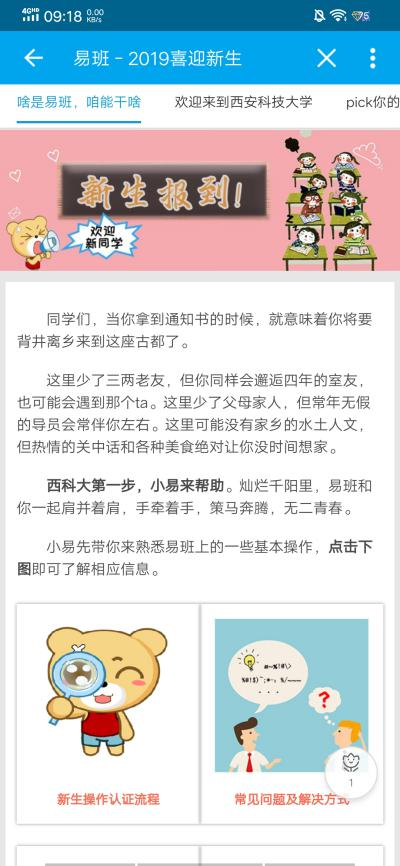 4GHD 09:18 0.00 KB/s 75
易班 - 2019喜迎新生
啥是易班，咱能干啥 欢迎来到西安科技大学 pick你的
新生报到!
欢迎
新同学
同学们，当你拿到通知书的时候，就意味着你将要
背井离乡来到这座古都了。
这里少了三两老友，但你同样会邂逅四年的室友，
也可能会遇到那个ta。这里少了父母家人，但常年无假
的导员会常伴你左右。这里可能没有家乡的水土人文，
但热情的关中话和各种美食绝对让你没时间想家。
西科大第一步，小易来帮助。灿烂千阳里，易班和
你一起肩并着肩，手牵着手，策马奔腾，无二青春。
小易先带你来熟悉易班上的一些基本操作，点击下
图即可了解相应信息。
?
新生操作认证流程
常见问题及解决方式
1